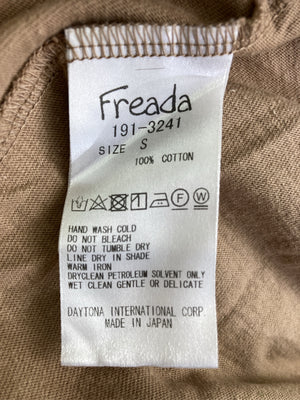 Freada
191-3241
SIZE S
100% COTTON
F W
HAND WASH COLD
DO NOT BLEACH
DO NOT TUMBLE DRY
LINE DRY IN SHADE
WARM IRON
DRYCLEAN PETROLEUM SOLVENT ONLY
WET CLEAN GENTLE OR DELICATE
DAYTONA INTERNATIONAL CORP.
MADE IN JAPAN